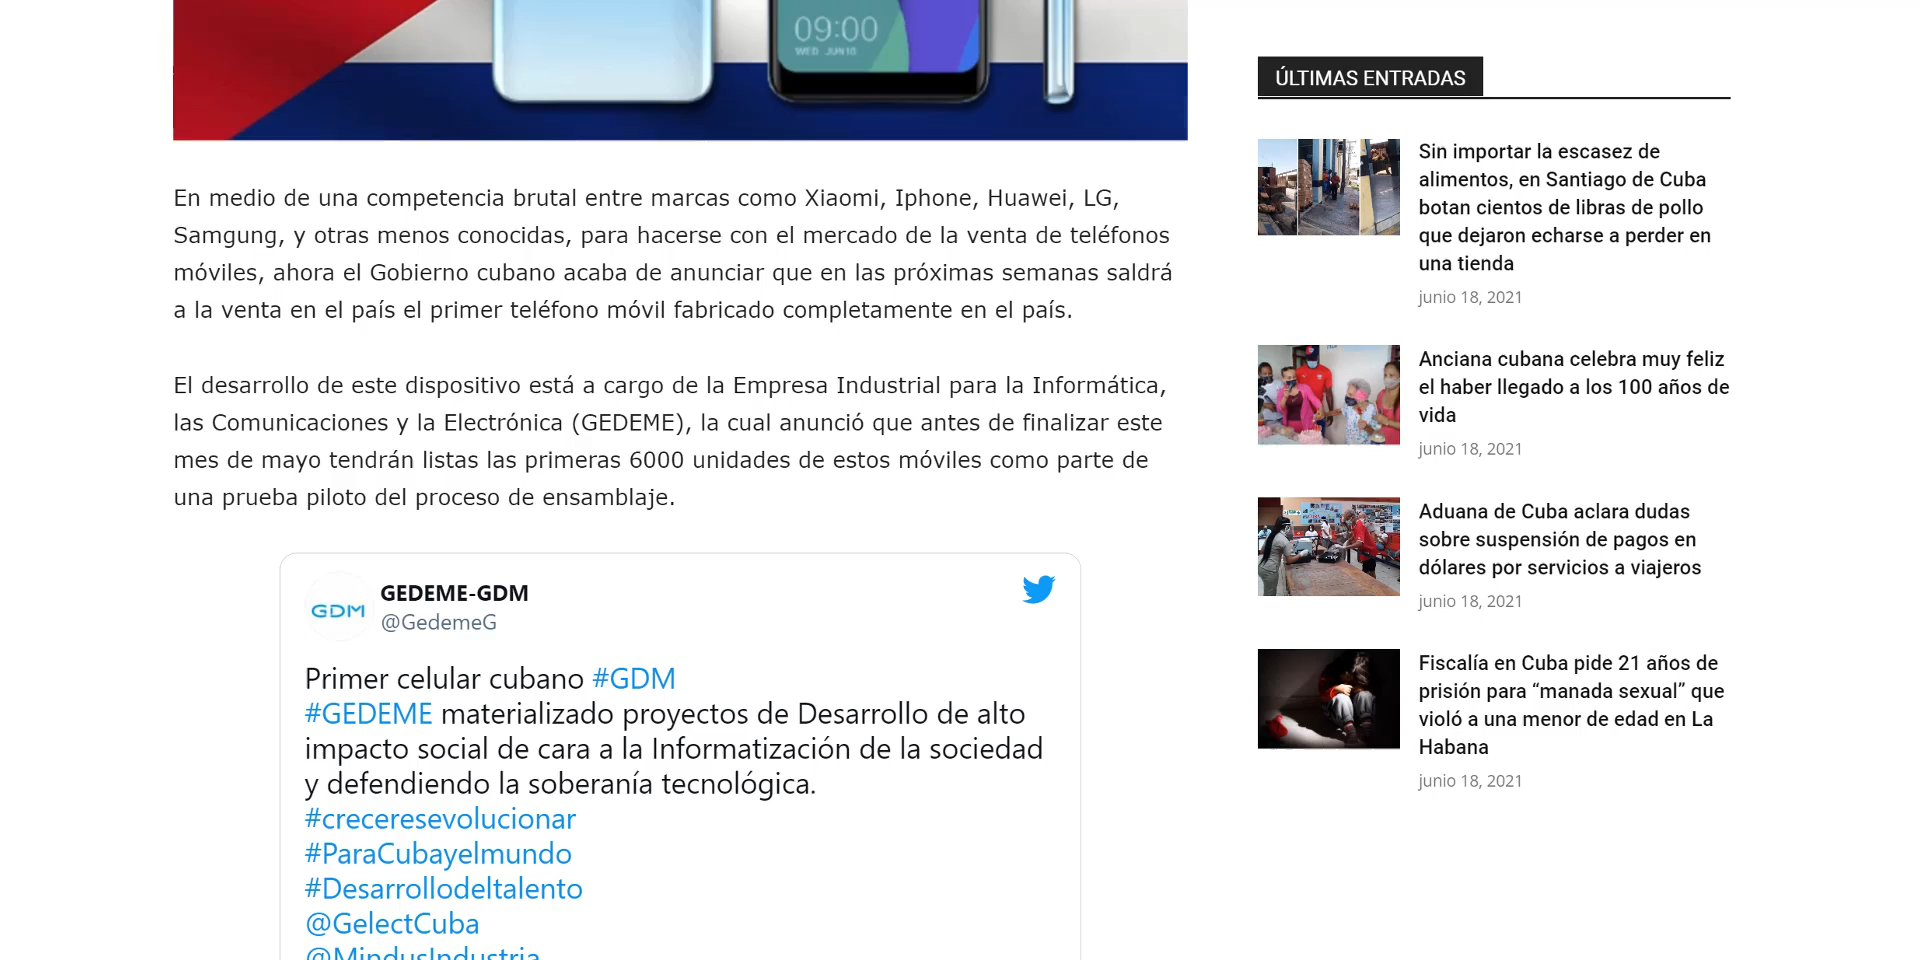 09:00
WED JUN10
En medio de una competencia brutal entre marcas como Xiaomi, Iphone, Huawei, LG,
Samgung, y otras menos conocidas, para hacerse con el mercado de la venta de teléfonos
móviles, ahora el Gobierno cubano acaba de anunciar que en las próximas semanas saldrá
a la venta en el país el primer teléfono móvil fabricado completamente en el país.
El desarrollo de este dispositivo está a cargo de la Empresa Industrial para la Informática,
las Comunicaciones y la Electrónica (GEDEME), la cual anunció que antes de finalizar este
mes de mayo tendrán listas las primeras 6000 unidades de estos móviles como parte de
una prueba piloto del proceso de ensamblaje.
GDM
GEDEME-GDM
@GedemeG
Primer celular cubano #GDM
#GEDEME materializado proyectos de Desarrollo de alto
impacto social de cara a la Informatización de la sociedad
y defendiendo la soberanía tecnológica.
#creceresevolucionar
#ParaCubayelmundo
#Desarrollodeltalento
@GelectCuba
@MindusIndustria
ÚLTIMAS ENTRADAS
Sin importar la escasez de
alimentos, en Santiago de Cuba
botan cientos de libras de pollo
que dejaron echarse a perder en
una tienda
junio 18, 2021
Anciana cubana celebra muy feliz
el haber llegado a los 100 años de
vida
junio 18, 2021
Aduana de Cuba aclara dudas
sobre suspensión de pagos en
dólares por servicios a viajeros
junio 18, 2021
Fiscalía en Cuba pide 21 años de
prisión para “manada sexual” que
violó a una menor de edad en La
Habana
junio 18, 2021